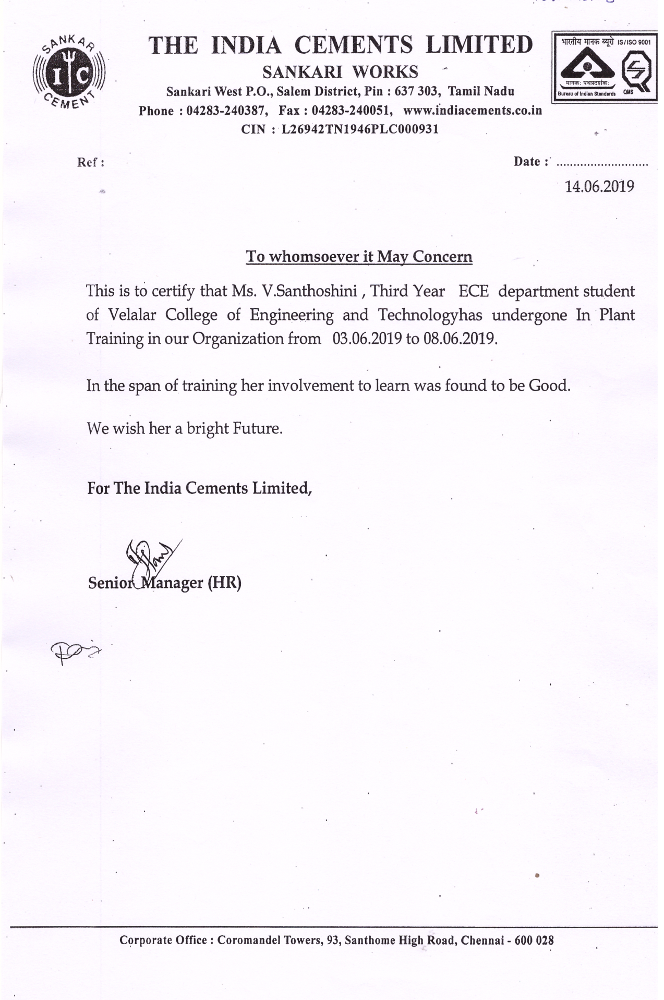 SANKAR
I C
CEMENT
THE INDIA CEMENTS LIMITED
SANKARI WORKS
Sankari West P.O., Salem District, Pin : 637 303, Tamil Nadu
Phone : 04283-240387, Fax : 04283-240051, www.indiacements.co.in
CIN : L26942TN1946PLC000931
भारतीय मानक ब्यूरो IS/ISO 9001
मानक: पथप्रदर्शक:
Bureau of Indian Standards QMS
Ref :
Date : ...........................
14.06.2019
To whomsoever it May Concern
This is to certify that Ms. V.Santhoshini , Third Year ECE department student
of Velalar College of Engineering and Technologyhas undergone In Plant
Training in our Organization from 03.06.2019 to 08.06.2019.
In the span of training her involvement to learn was found to be Good.
We wish her a bright Future.
For The India Cements Limited,
Senior Manager (HR)
Corporate Office : Coromandel Towers, 93, Santhome High Road, Chennai - 600 028